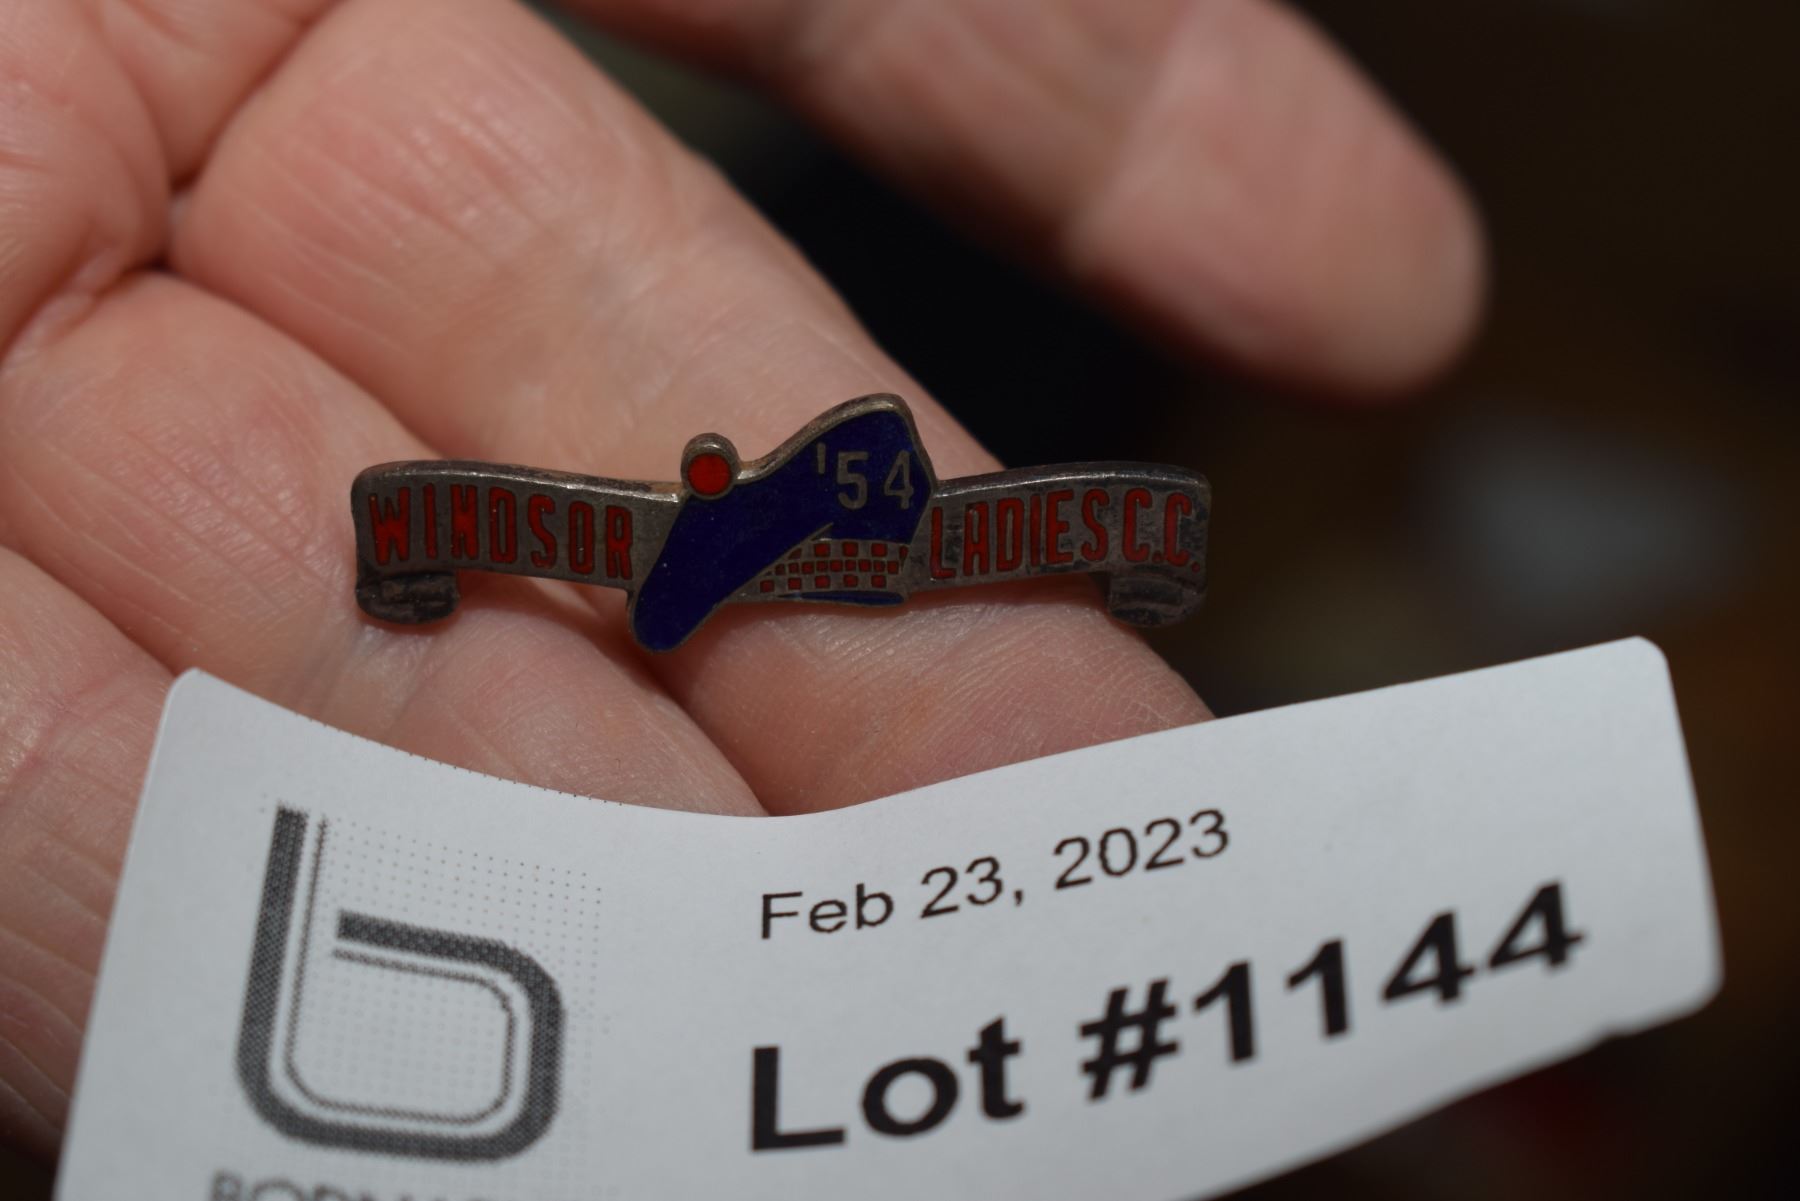 WINDSOR '54 LADIES C.C.
Feb 23, 2023
Lot #1144